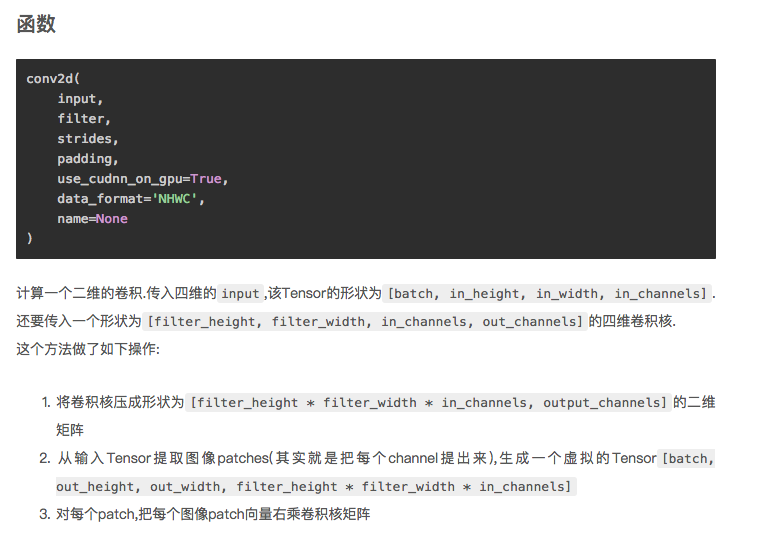 函数
conv2d(
    input,
    filter,
    strides,
    padding,
    use_cudnn_on_gpu=True,
    data_format='NHWC',
    name=None
)
计算一个二维的卷积.传入四维的input,该Tensor的形状为[batch, in_height, in_width, in_channels].
还要传入一个形状为[filter_height, filter_width, in_channels, out_channels]的四维卷积核.
这个方法做了如下操作:
1. 将卷积核压成形状为[filter_height * filter_width * in_channels, output_channels]的二维
矩阵
2. 从输入Tensor提取图像patches(其实就是把每个channel提出来),生成一个虚拟的Tensor[batch,
out_height, out_width, filter_height * filter_width * in_channels]
3. 对每个patch,把每个图像patch向量右乘卷积核矩阵